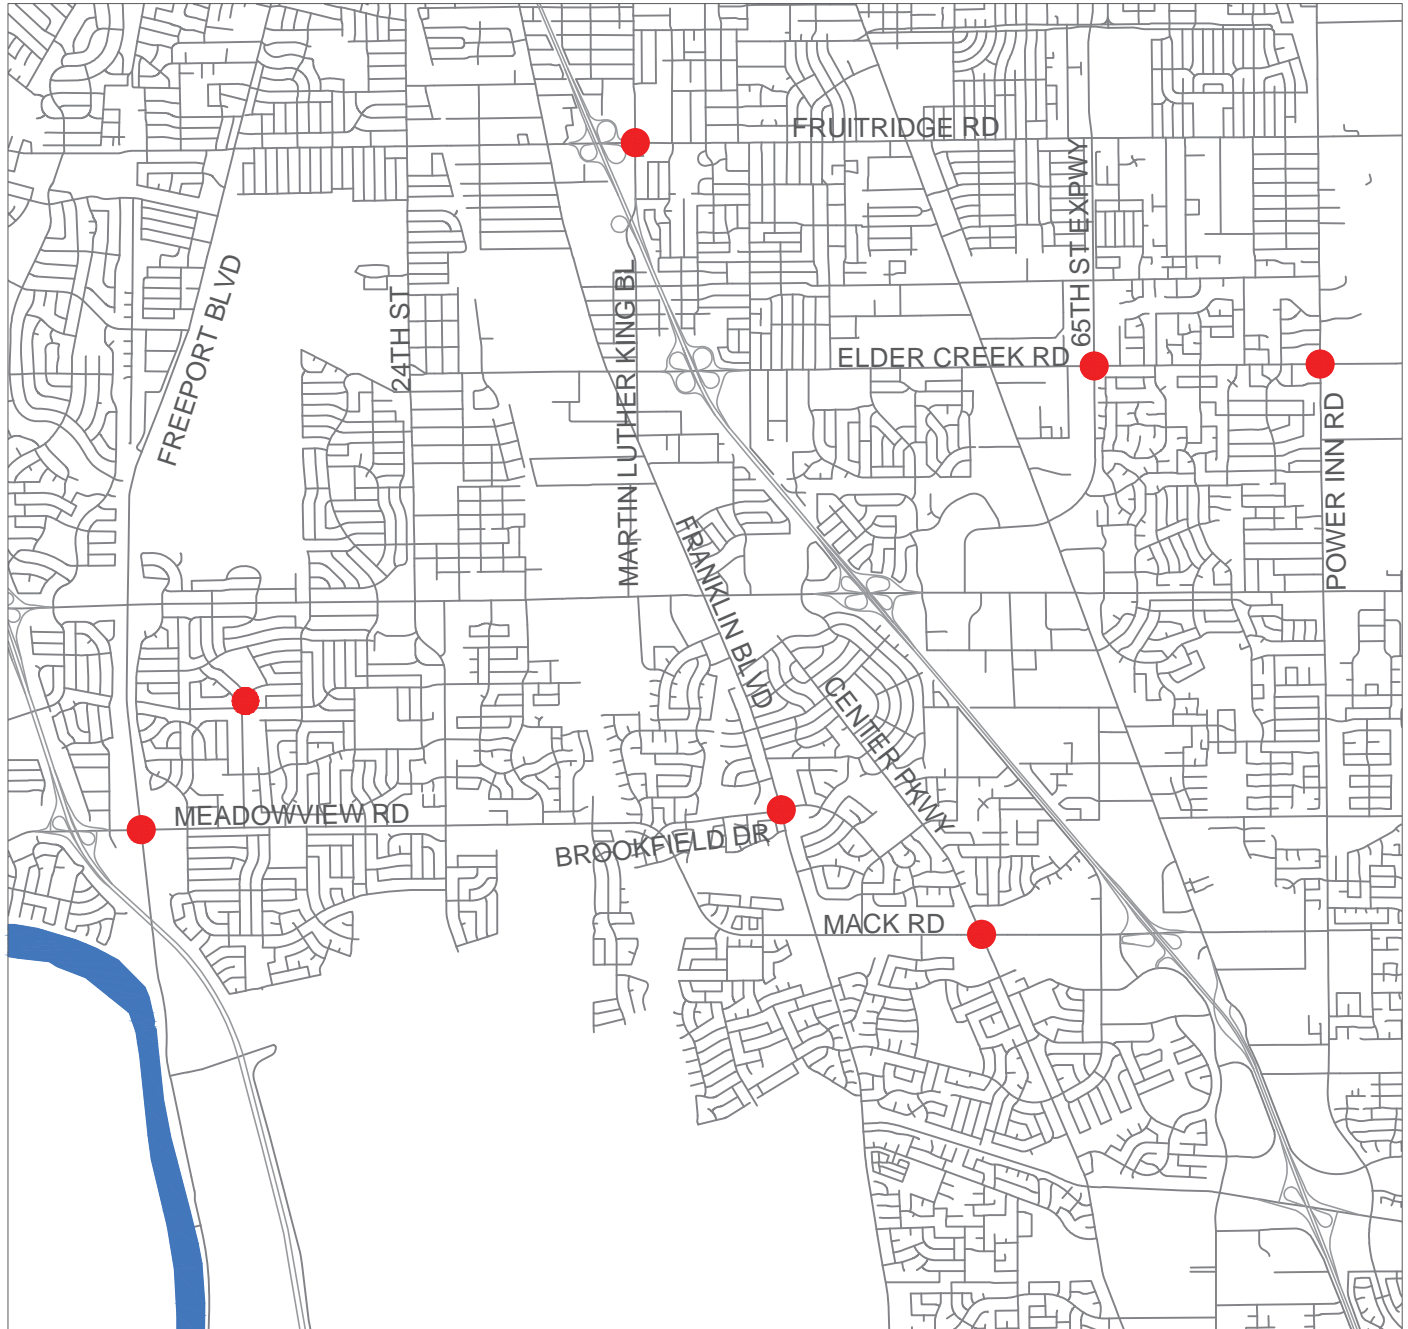 FRUITRIDGE RD
65TH ST EXPWY
FREEPORT BLVD
24TH ST
MARTIN LUTHER KING BL
ELDER CREEK RD
POWER INN RD
FRANKLIN BLVD
CENTER PKWY
MEADOWVIEW RD
BROOKFIELD DR
MACK RD